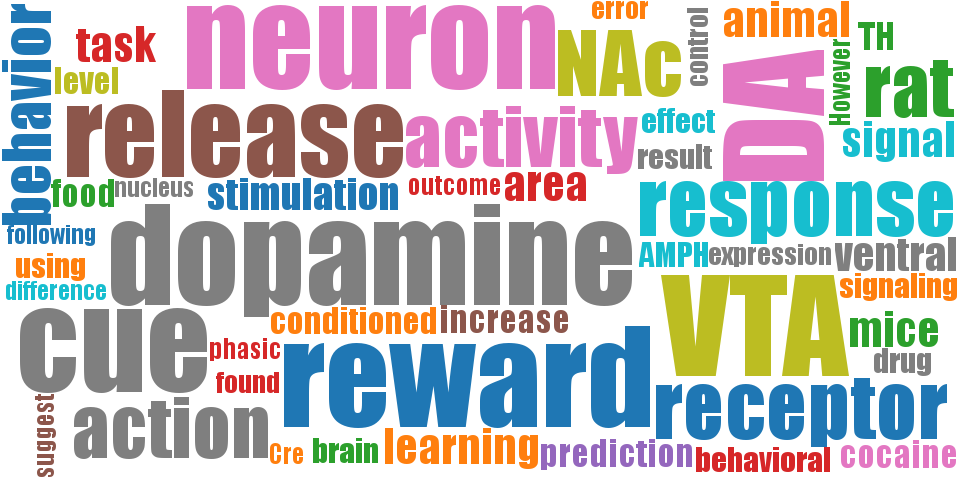 behavior
task
level
neuron
error
NAc
control
animal
However
TH
rat
DA
signal
release
activity
effect
result
food
nucleus
stimulation
outcome
area
response
following
using
difference
dopamine
AMPH
expression
ventral
signaling
cue
conditioned
increase
VTA
mice
drug
phasic
found
reward
receptor
suggest
action
Cre
brain
learning
prediction
behavioral
cocaine